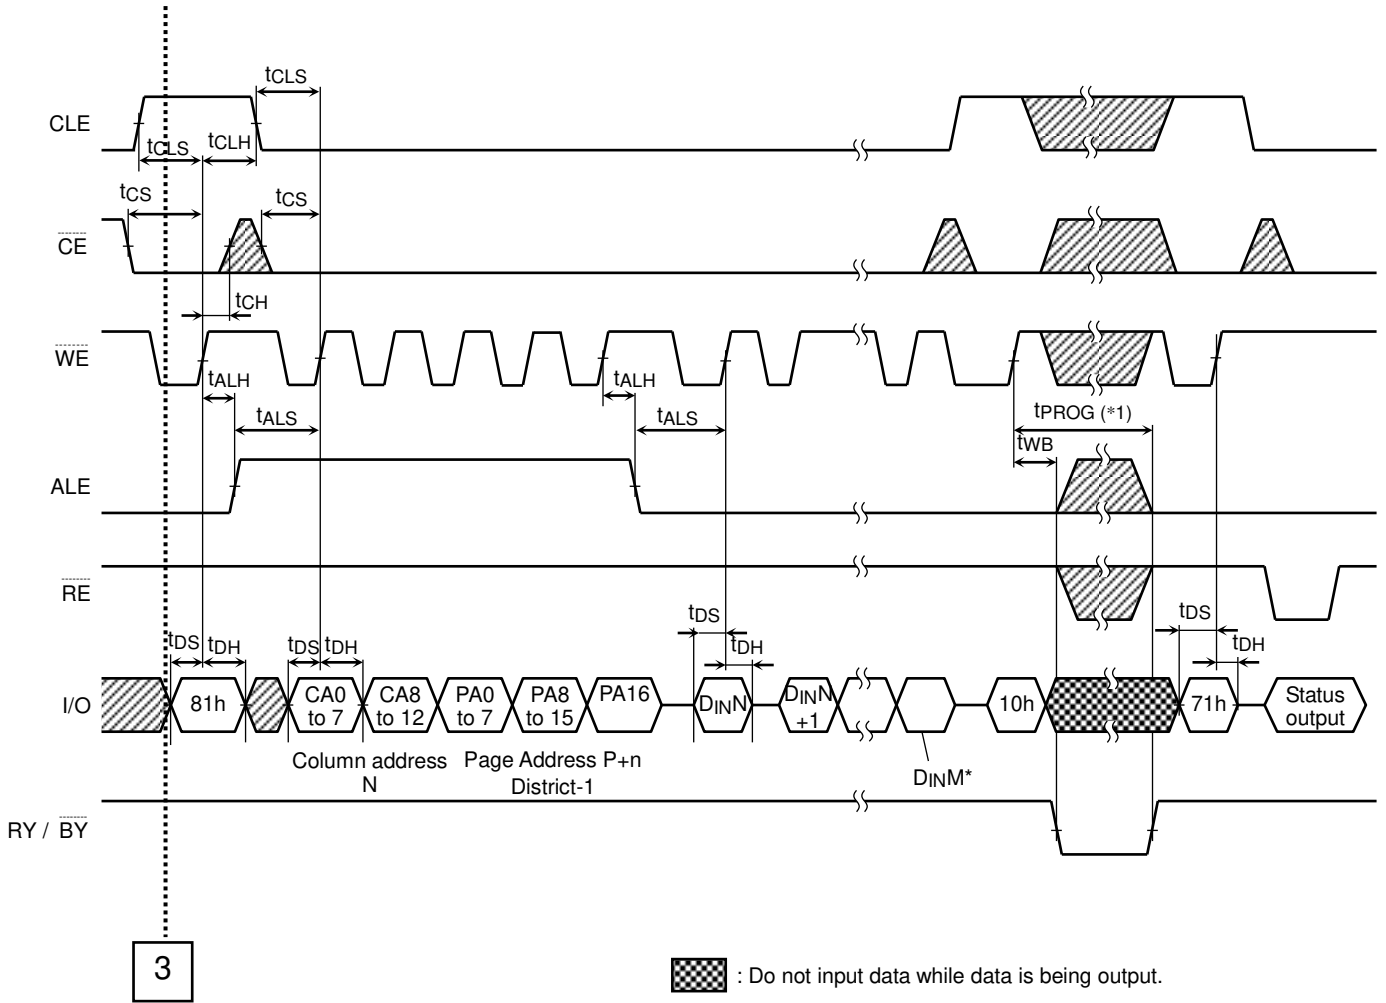 tCLS
CLE
tCLS
tCLH
tCS
tCS
CE
tCH
WE
tALH
tALH
tPROG (*1)
tALS
tALS
tWB
ALE
RE
tDS
tDS
tDH
tDS
tDH
tDH
tDH
I/O
81h
CA0
to 7
CA8
to 12
PA0
to 7
PA8
to 15
PA16
DINN
DINN
+1
10h
71h
Status
output
Column address
N
Page Address P+n
District-1
DINM*
RY / BY
3
: Do not input data while data is being output.